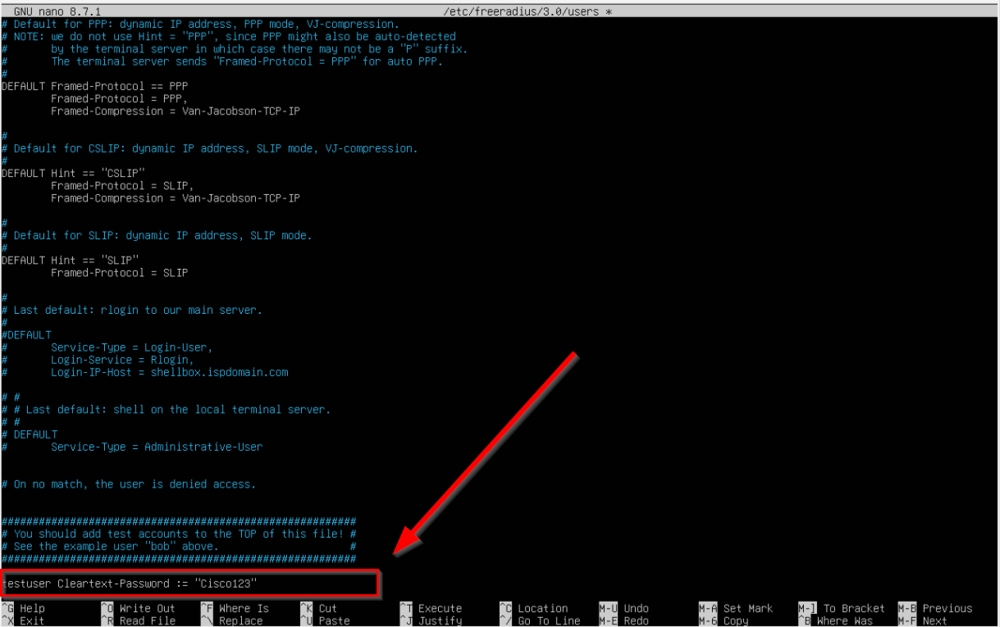 GNU nano 8.7.1 /etc/freeradius/3.0/users *
# Default for PPP: dynamic IP address, PPP mode, VJ-compression.
# NOTE: we do not use Hint = "PPP", since PPP might also be auto-detected
#       by the terminal server in which case there may not be a "P" suffix.
#       The terminal server sends "Framed-Protocol = PPP" for auto PPP.
#
DEFAULT Framed-Protocol == PPP
        Framed-Protocol = PPP,
        Framed-Compression = Van-Jacobson-TCP-IP
#
# Default for CSLIP: dynamic IP address, SLIP mode, VJ-compression.
#
DEFAULT Hint == "CSLIP"
        Framed-Protocol = SLIP,
        Framed-Compression = Van-Jacobson-TCP-IP
#
# Default for SLIP: dynamic IP address, SLIP mode.
#
DEFAULT Hint == "SLIP"
        Framed-Protocol = SLIP
#
# Last default: rlogin to our main server.
#
#DEFAULT
#       Service-Type = Login-User,
#       Login-Service = Rlogin,
#       Login-IP-Host = shellbox.ispdomain.com
# #
# # Last default: shell on the local terminal server.
# #
# DEFAULT
#       Service-Type = Administrative-User
# On no match, the user is denied access.
#########################################################
# You should add test accounts to the TOP of this file! #
# See the example user "bob" above.                     #
#########################################################
testuser Cleartext-Password := "Cisco123"
^G Help ^O Write Out ^F Where Is ^K Cut ^T Execute ^C Location M-U Undo M-A Set Mark M-] To Bracket M-B Previous
^X Exit ^R Read File ^\ Replace ^U Paste ^J Justify ^/ Go To Line M-E Redo M-6 Copy ^B Where Was M-F Next